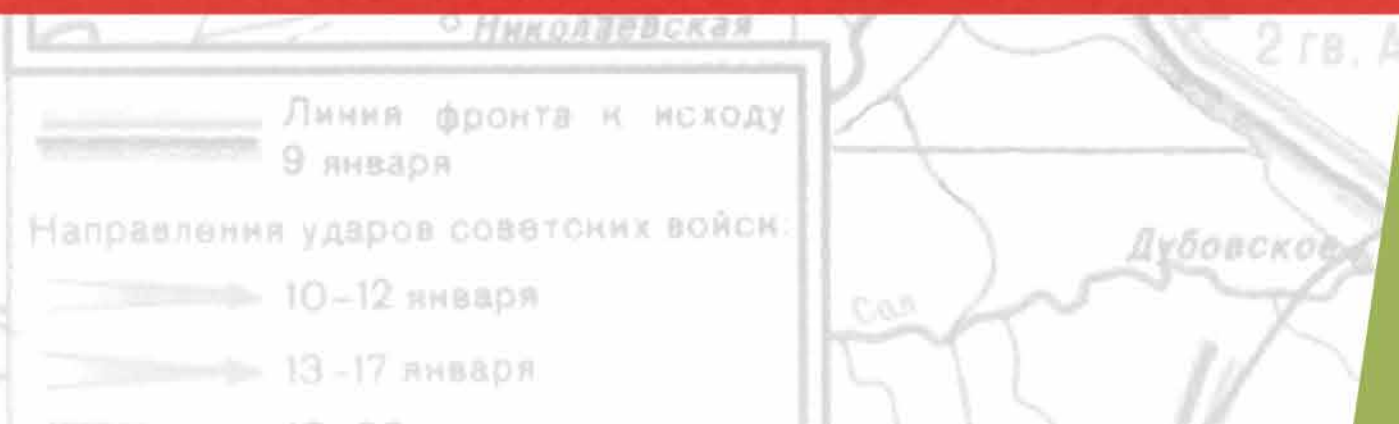 Николаевская
2 гв. А
Линия фронта к исходу
9 января
Направления ударов советских войск:
Дубовское
10-12 января
Сал
13-17 января